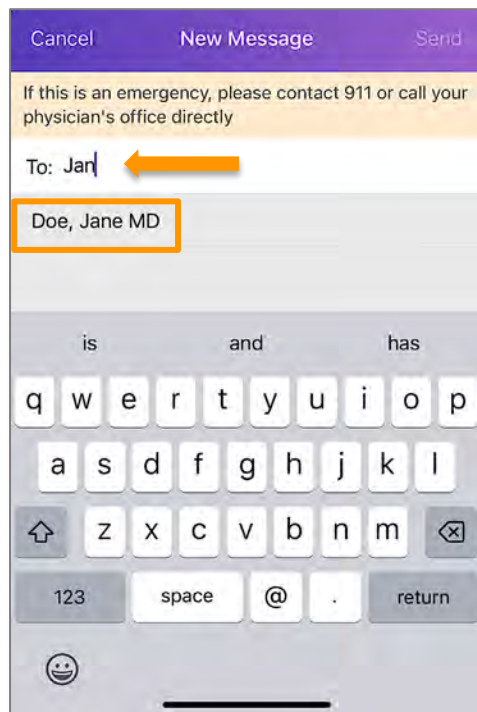 Cancel New Message Send
If this is an emergency, please contact 911 or call your
physician's office directly
To: Jan
Doe, Jane MD
is and has
q w e r t y u i o p
a s d f g h j k l
z x c v b n m
123 space @ . return